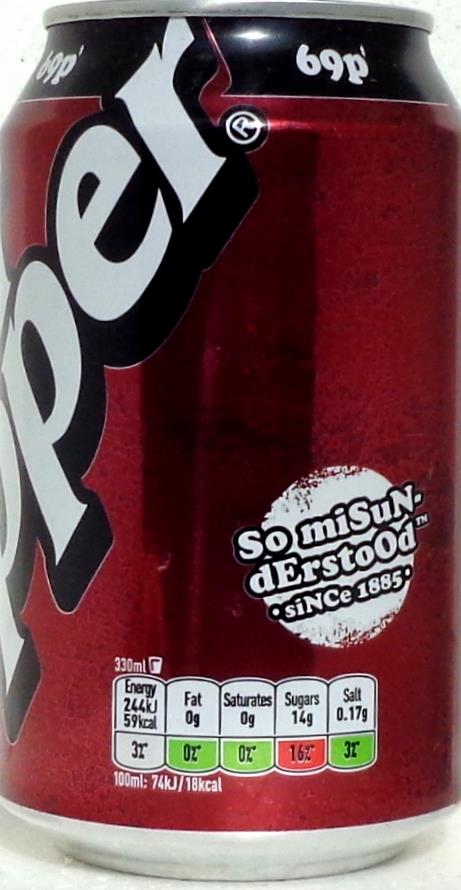 69p'
69p'
pper®
So miSuN-
dErstoOd™
• siNCe 1885 •
330ml
Energy 244kJ 59kcal 3%*
Fat 0g 0%*
Saturates 0g 0%*
Sugars 14g 16%*
Salt 0.17g 3%*
100ml: 74kJ/18kcal